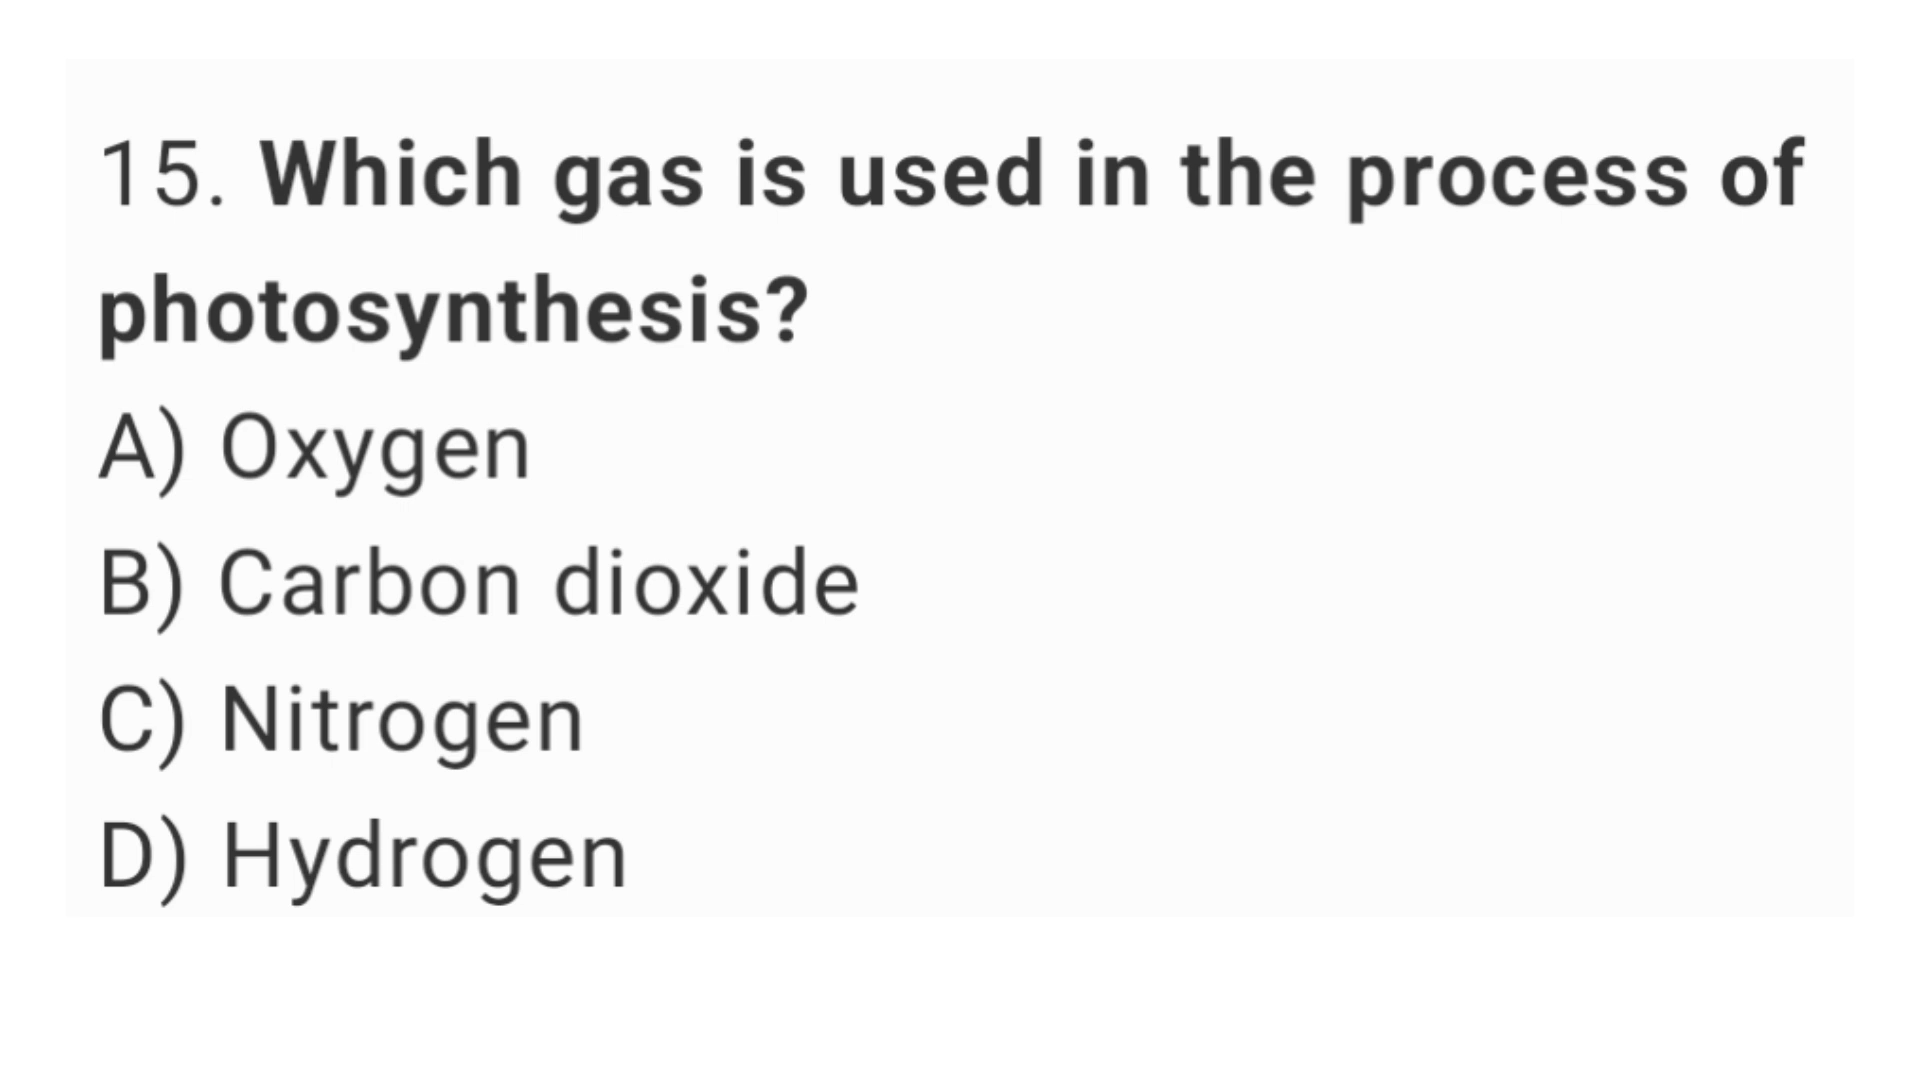 15. Which gas is used in the process of
photosynthesis?
A) Oxygen
B) Carbon dioxide
C) Nitrogen
D) Hydrogen